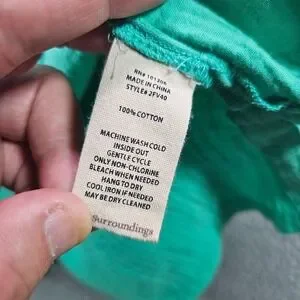 MADE IN CHINA
STYLE# 2FV40
100% COTTON
MACHINE WASH COLD
INSIDE OUT
GENTLE CYCLE
ONLY NON-CHLORINE
BLEACH WHEN NEEDED
HANG TO DRY
COOL IRON IF NEEDED
MAY BE DRY CLEANED
surroundings